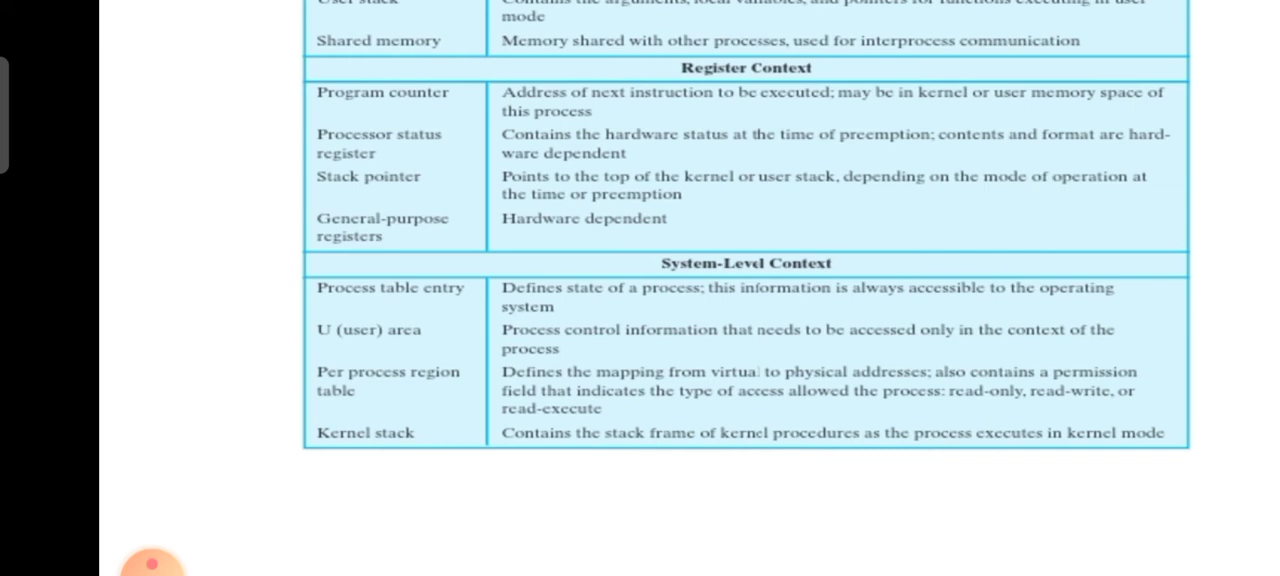 mode
Shared memory Memory shared with other processes, used for interprocess communication
Register Context
Program counter Address of next instruction to be executed; may be in kernel or user memory space of
this process
Processor status Contains the hardware status at the time of preemption; contents and format are hard-
register ware dependent
Stack pointer Points to the top of the kernel or user stack, depending on the mode of operation at
the time or preemption
General-purpose Hardware dependent
registers
System-Level Context
Process table entry Defines state of a process; this information is always accessible to the operating
system
U (user) area Process control information that needs to be accessed only in the context of the
process
Per process region Defines the mapping from virtual to physical addresses; also contains a permission
table field that indicates the type of access allowed the process: read-only, read-write, or
read-execute
Kernel stack Contains the stack frame of kernel procedures as the process executes in kernel mode